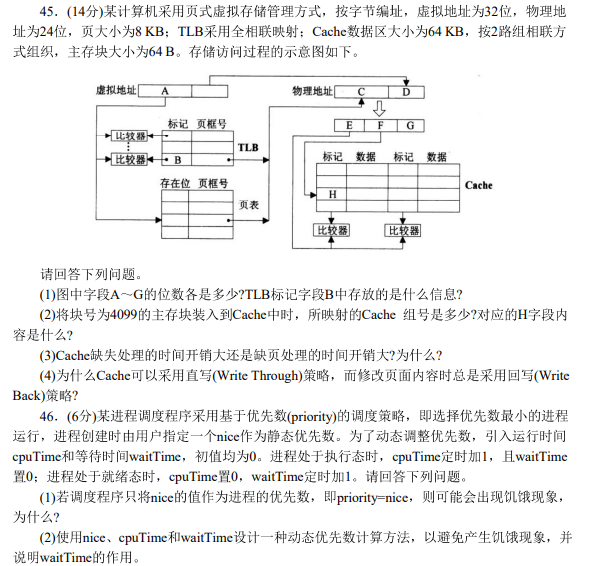 45．(14分)某计算机采用页式虚拟存储管理方式，按字节编址，虚拟地址为32位，物理地
址为24位，页大小为8 KB；TLB采用全相联映射；Cache数据区大小为64 KB，按2路组相联方
式组织，主存块大小为64 B。存储访问过程的示意图如下。
虚拟地址 A 物理地址 C D
E F G
标记 页框号
比较器
TLB
比较器 B
标记 数据 标记 数据
存在位 页框号
Cache
H
页表
比较器 比较器
请回答下列问题。
(1)图中字段A～G的位数各是多少?TLB标记字段B中存放的是什么信息?
(2)将块号为4099的主存块装入到Cache中时，所映射的Cache 组号是多少?对应的H字段内
容是什么?
(3)Cache缺失处理的时间开销大还是缺页处理的时间开销大?为什么?
(4)为什么Cache可以采用直写(Write Through)策略，而修改页面内容时总是采用回写(Write
Back)策略?
46．(6分)某进程调度程序采用基于优先数(priority)的调度策略，即选择优先数最小的进程
运行，进程创建时由用户指定一个nice作为静态优先数。为了动态调整优先数，引入运行时间
cpuTime和等待时间waitTime，初值均为0。进程处于执行态时，cpuTime定时加1，且waitTime
置0；进程处于就绪态时，cpuTime置0，waitTime定时加1。请回答下列问题。
(1)若调度程序只将nice的值作为进程的优先数，即priority=nice，则可能会出现饥饿现象，
为什么?
(2)使用nice、cpuTime和waitTime设计一种动态优先数计算方法，以避免产生饥饿现象，并
说明waitTime的作用。